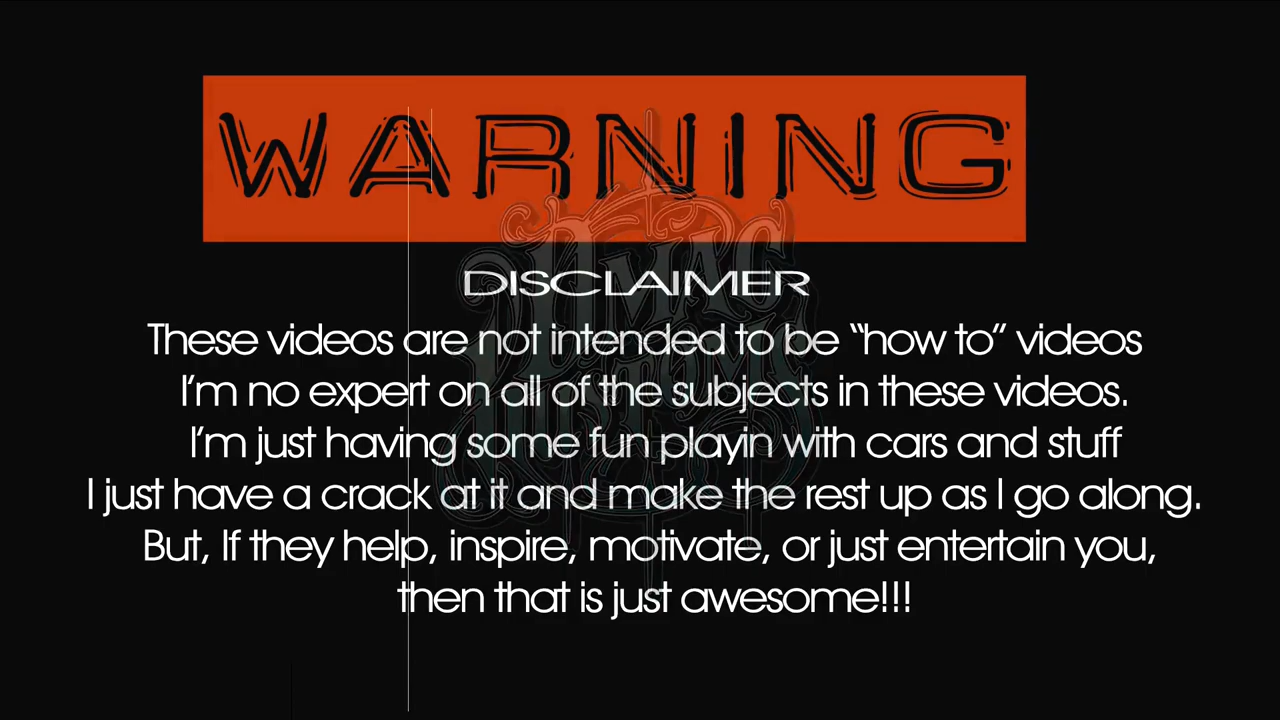 WARNING
DISCLAIMER
These videos are not intended to be “how to” videos
I'm no expert on all of the subjects in these videos.
I'm just having some fun playin with cars and stuff
I just have a crack at it and make the rest up as I go along.
But, If they help, inspire, motivate, or just entertain you,
then that is just awesome!!!